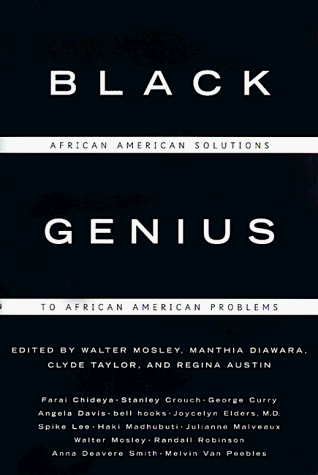 BLACK
AFRICAN AMERICAN SOLUTIONS
GENIUS
TO AFRICAN AMERICAN PROBLEMS
EDITED BY WALTER MOSLEY, MANTHIA DIAWARA,
CLYDE TAYLOR, AND REGINA AUSTIN
Farai Chideya • Stanley Crouch • George Curry
Angela Davis • bell hooks • Joycelyn Elders, M.D.
Spike Lee • Haki Madhubuti • Julianne Malveaux
Walter Mosley • Randall Robinson
Anna Deavere Smith • Melvin Van Peebles